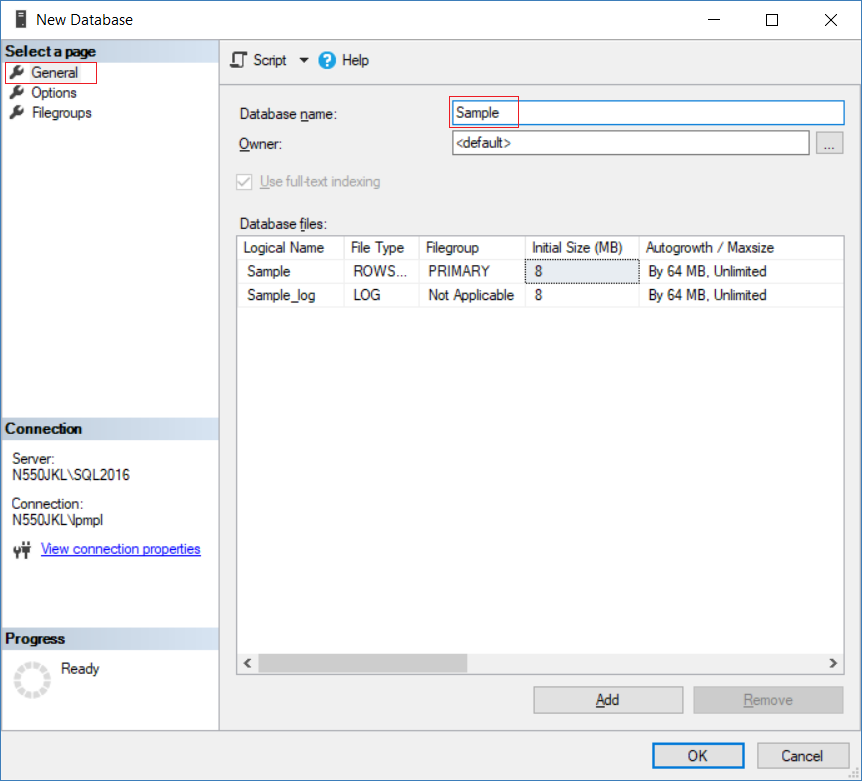 New Database
Select a page
General
Options
Filegroups
Script Help
Database name: Sample
Owner: <default> ...
Use full-text indexing
Database files:
Logical Name File Type Filegroup Initial Size (MB) Autogrowth / Maxsize
Sample ROWS... PRIMARY 8 By 64 MB, Unlimited
Sample_log LOG Not Applicable 8 By 64 MB, Unlimited
Connection
Server:
N550JKL\SQL2016
Connection:
N550JKL\lpmpl
View connection properties
Progress
Ready
Add Remove
OK Cancel